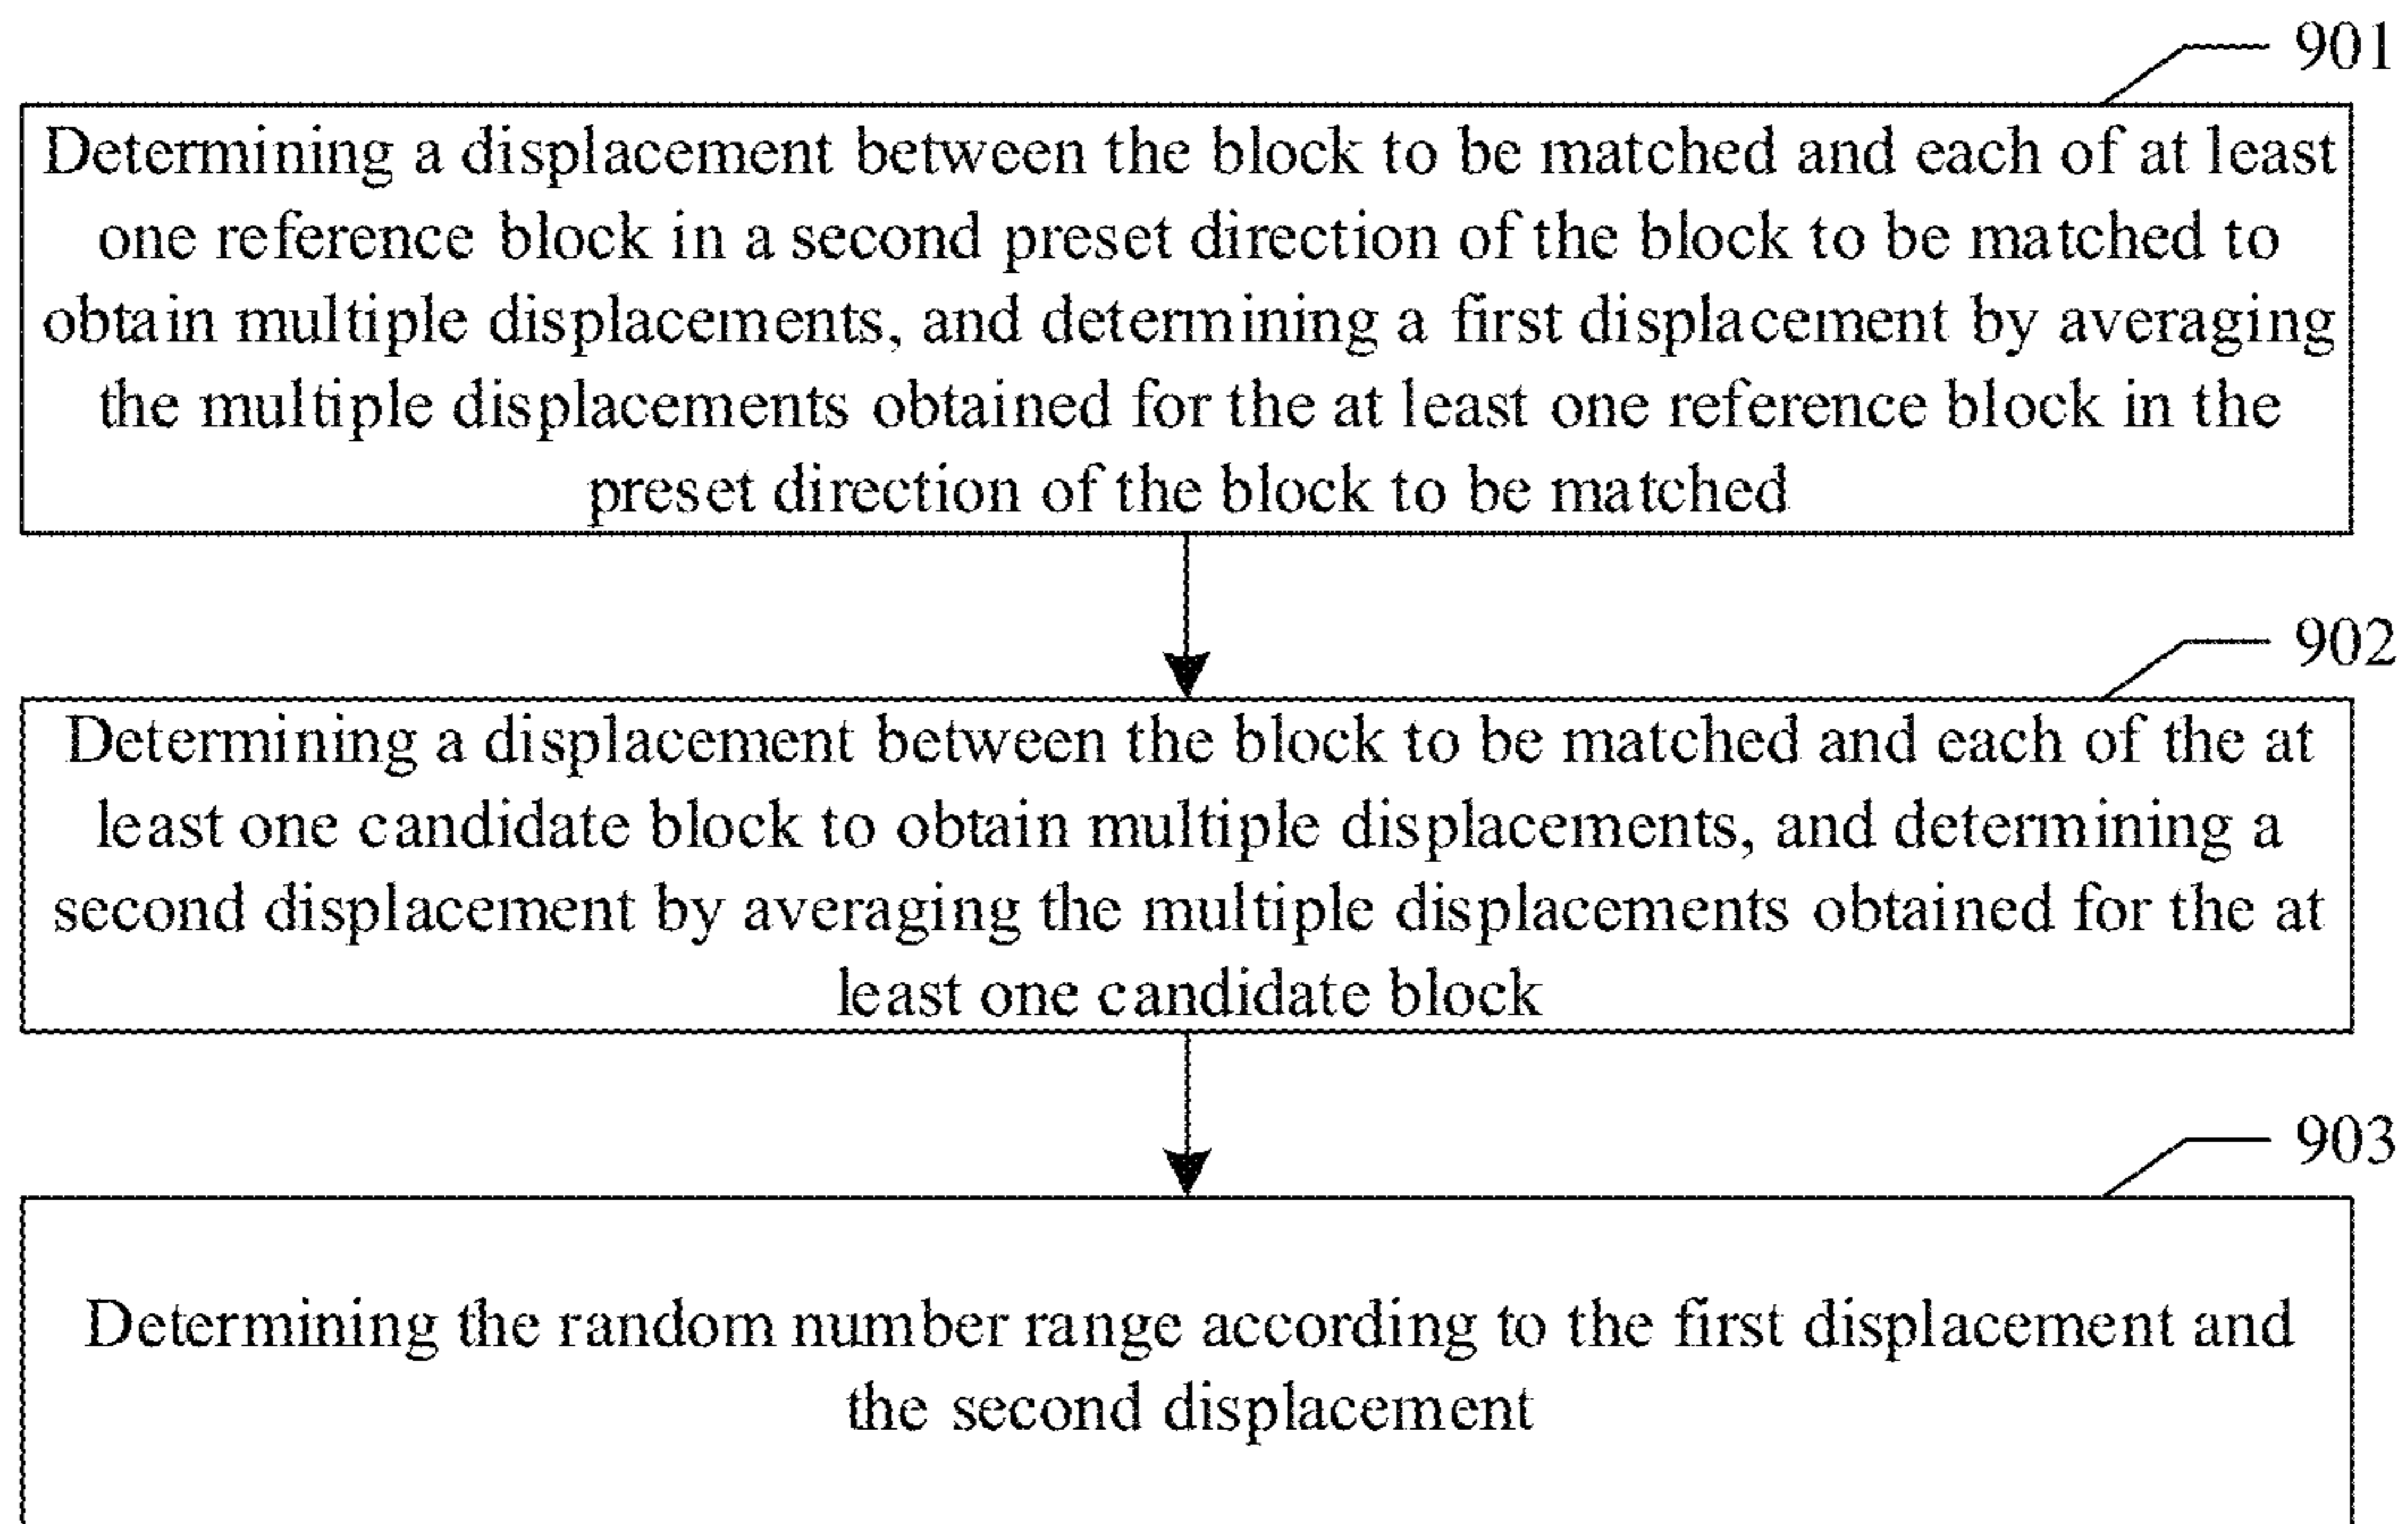 901
Determining a displacement between the block to be matched and each of at least
one reference block in a second preset direction of the block to be matched to
obtain multiple displacements, and determining a first displacement by averaging
the multiple displacements obtained for the at least one reference block in the
preset direction of the block to be matched
902
Determining a displacement between the block to be matched and each of the at
least one candidate block to obtain multiple displacements, and determining a
second displacement by averaging the multiple displacements obtained for the at
least one candidate block
903
Determining the random number range according to the first displacement and
the second displacement